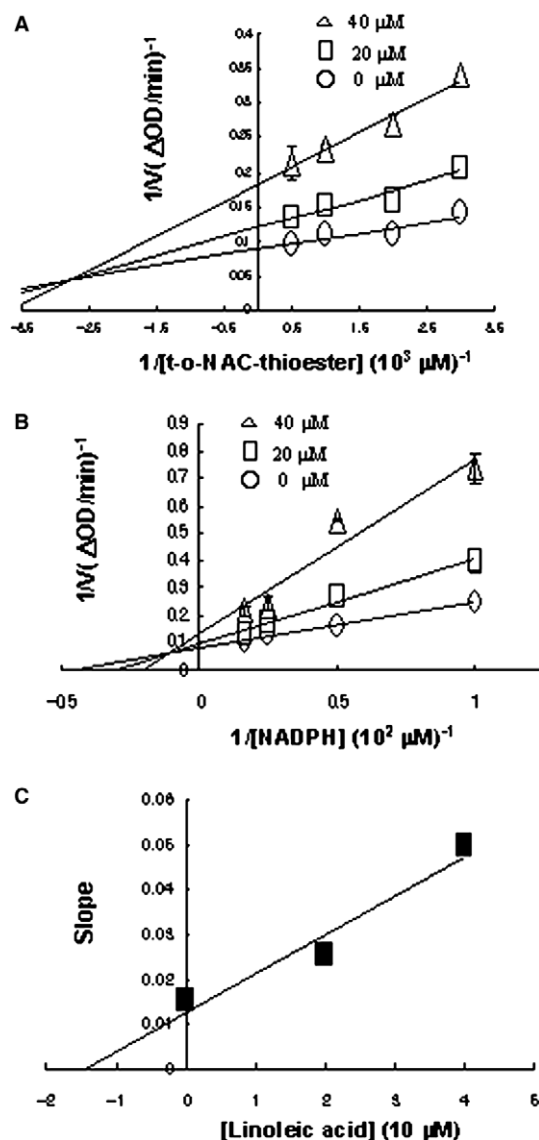 A
40 µM
20 µM
0 µM
1/V( ΔOD/min)⁻¹
0.4
0.35
0.3
0.25
0.2
0.15
0.1
0.05
0
-3.5 -2.5 -1.5 -0.5 0.5 1.5 2.5 3.5
1/[t-o-NAC-thioester] (10³ µM)⁻¹
B
40 µM
20 µM
0 µM
1/V( ΔOD/min)⁻¹
0.9
0.8
0.7
0.6
0.5
0.4
0.3
0.2
0.1
0
-0.5 0 0.5 1
1/[NADPH] (10² µM)⁻¹
C
Slope
0.06
0.05
0.04
0.03
0.02
0.01
0
-2 -1 0 1 2 3 4 5
[Linoleic acid] (10 µM)